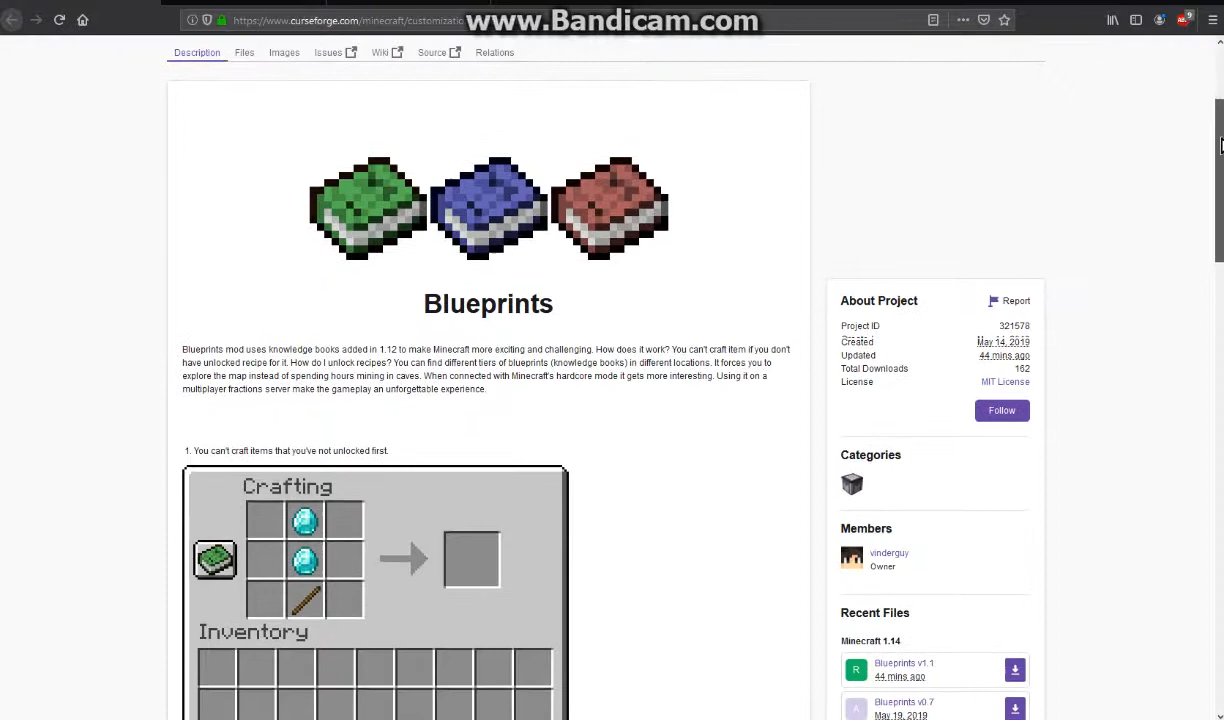 https://www.curseforge.com/minecraft/customizatio
www.Bandicam.com
Description Files Images Issues Wiki Source Relations
Blueprints
Blueprints mod uses knowledge books added in 1.12 to make Minecraft more exciting and challenging. How does it work? You can't craft item if you don't
have unlocked recipe for it. How do I unlock recipes? You can find different tiers of blueprints (knowledge books) in different locations. It forces you to
explore the map instead of spending hours mining in caves. When connected with Minecraft's hardcore mode it gets more interesting. Using it on a
multiplayer fractions server make the gameplay an unforgettable experience.
1. You can't craft items that you've not unlocked first.
Crafting
Inventory
About Project Report
Project ID 321578
Created May 14, 2019
Updated 44 mins ago
Total Downloads 162
License MIT License
Follow
Categories
Members
vinderguy
Owner
Recent Files
Minecraft 1.14
R Blueprints v1.1
44 mins ago
A Blueprints v0.7
May 19, 2019